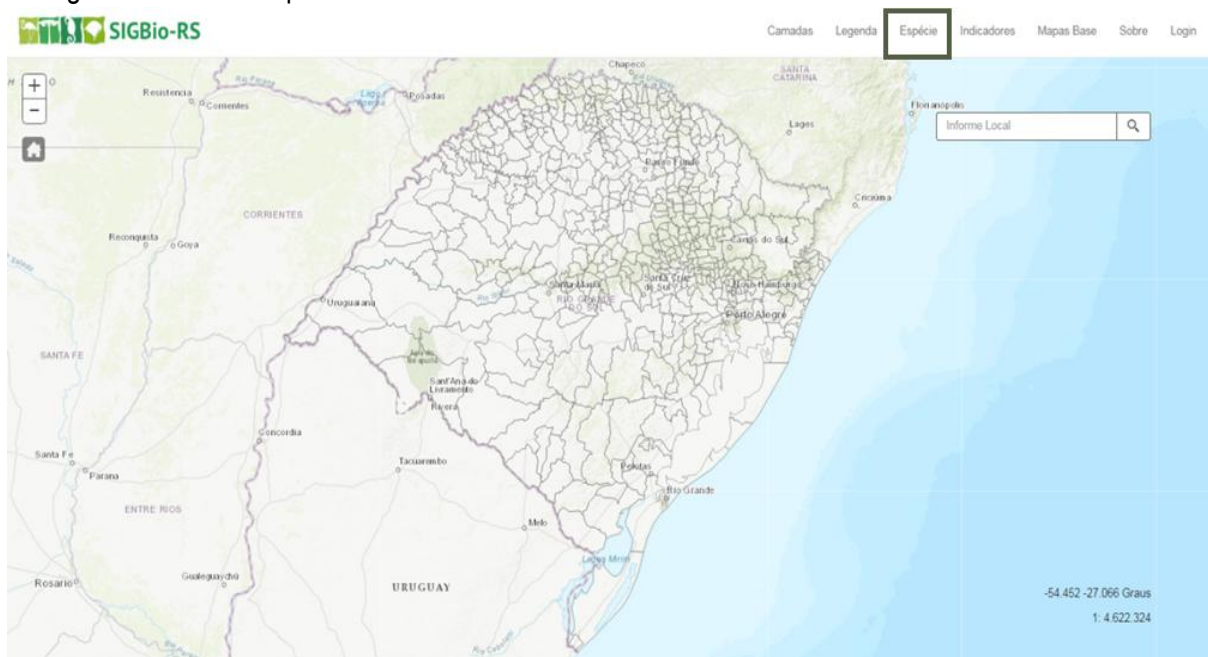 SIGBio-RS
Camadas Legenda Espécie Indicadores Mapas Base Sobre Login
Chapecó
SANTA CATARINA
Resistencia
Corrientes
Posadas
Florianópolis
Informe Local
Lages
Passo Fundo
CORRIENTES
Criciúma
Reconquista
Goya
Caxias do Sul
Santa Maria
Santa Cruz do Sul
Novo Hamburgo
Uruguaiana
RIO GRANDE DO SUL
Porto Alegre
SANTA FE
Sant'Ana do Livramento
Rivera
Concordia
Santa Fe
Tacuarembo
Pelotas
Parana
Rio Grande
ENTRE RIOS
Melo
Lagoa Mirim
Rosario
Gualeguaychú
URUGUAY
-54.452 -27.066 Graus
1: 4.622.324